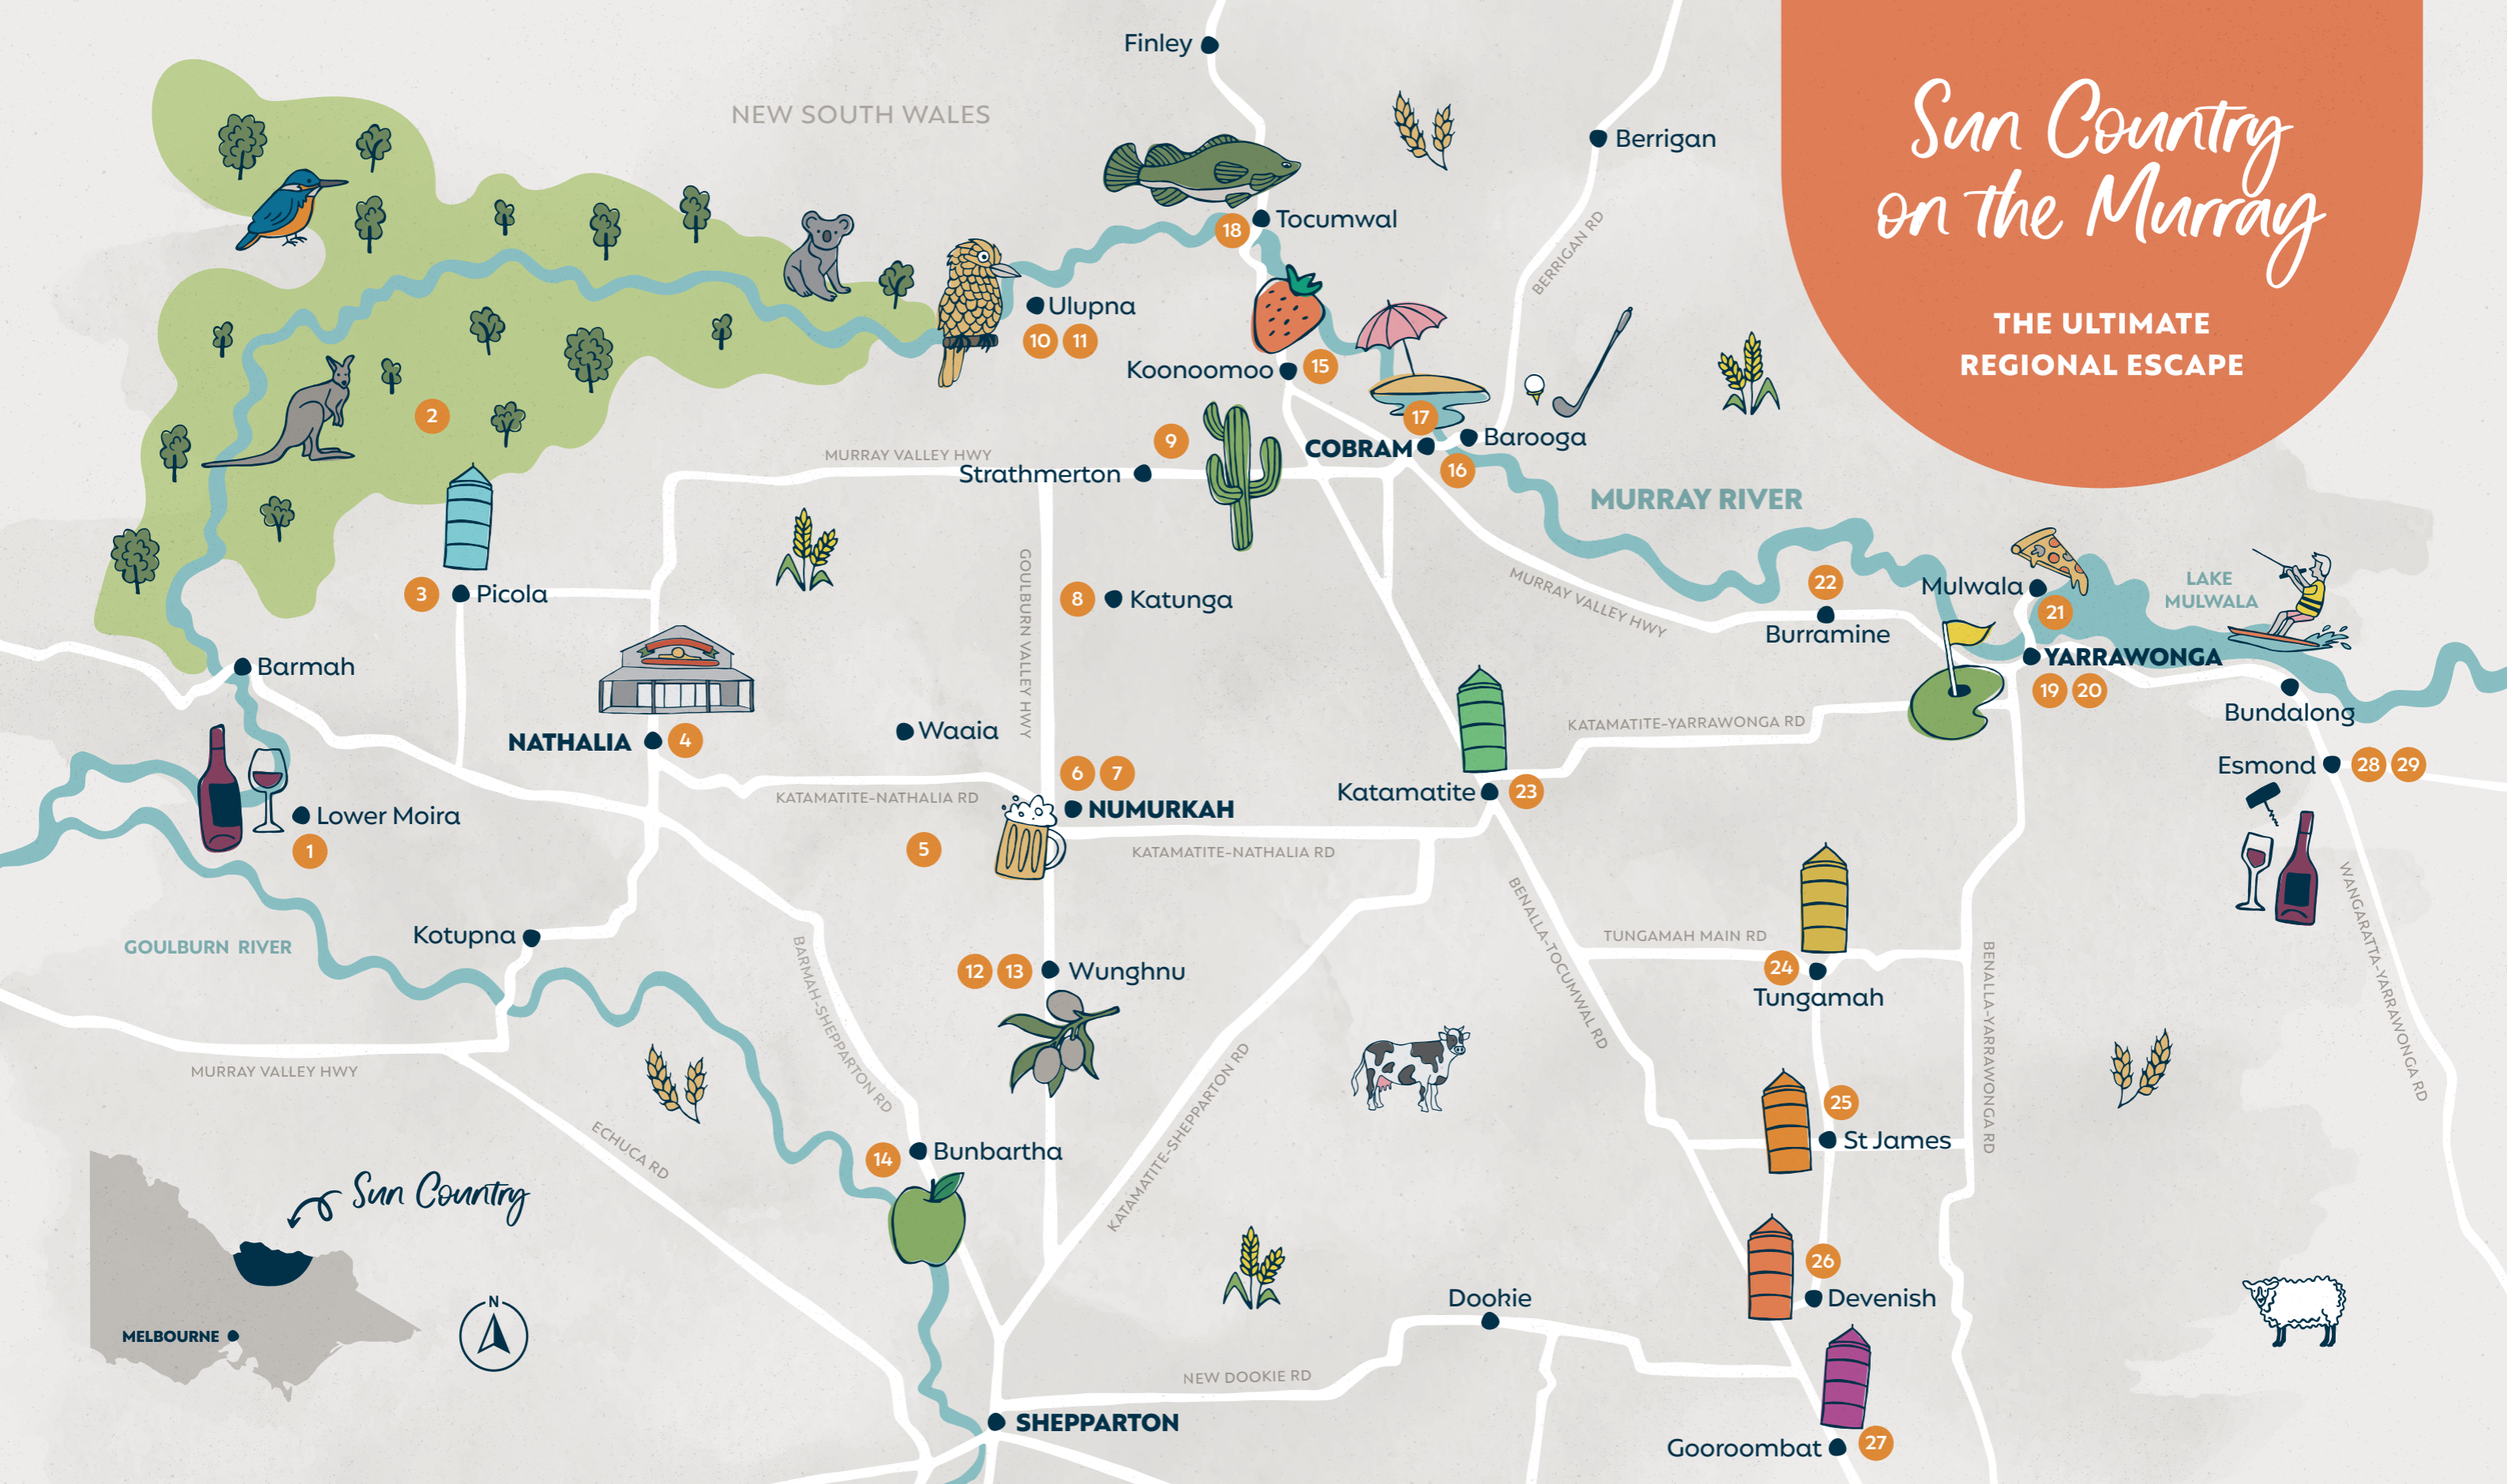 Sun Country
on the Murray
THE ULTIMATE
REGIONAL ESCAPE
Finley
NEW SOUTH WALES
Berrigan
Tocumwal
18
BERRIGAN RD
Ulupna
10 11
Koonoomoo 15
2
17
9
MURRAY VALLEY HWY
COBRAM
Barooga
Strathmerton
16
MURRAY RIVER
GOULBURN VALLEY HWY
MURRAY VALLEY HWY
22
Mulwala
LAKE
MULWALA
3 Picola
8 Katunga
21
Burramine
Barmah
YARRAWONGA
19 20
Bundalong
NATHALIA 4
Waaia
KATAMATITE-YARRAWONGA RD
Esmond 28 29
6 7
KATAMATITE-NATHALIA RD
NUMURKAH
Katamatite 23
Lower Moira
1
5
KATAMATITE-NATHALIA RD
WANGARATTA-YARRAWONGA RD
BENALLA-TOCUMWAL RD
Kotupna
GOULBURN RIVER
TUNGAMAH MAIN RD
BARMAH-SHEPPARTON RD
BENALLA-YARRAWONGA RD
12 13 Wunghnu
24
Tungamah
MURRAY VALLEY HWY
KATAMATITE-SHEPPARTON RD
25
ECHUCA RD
St James
14 Bunbartha
Sun Country
26
Dookie
Devenish
N
MELBOURNE
NEW DOOKIE RD
SHEPPARTON
Gooroombat 27